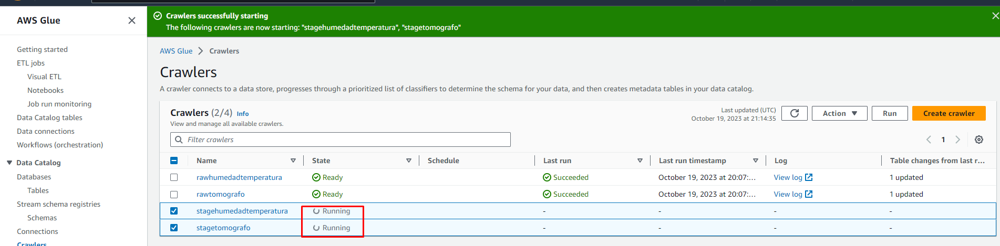 AWS Glue
Getting started
ETL jobs
Visual ETL
Notebooks
Job run monitoring
Data Catalog tables
Data connections
Workflows (orchestration)
Data Catalog
Databases
Tables
Stream schema registries
Schemas
Connections
Crawlers
Crawlers successfully starting
The following crawlers are now starting: "stagehumedadtemperatura", "stagetomografo"
AWS Glue > Crawlers
Crawlers
A crawler connects to a data store, progresses through a prioritized list of classifiers to determine the schema for your data, and then creates metadata tables in your data catalog.
Crawlers (2/4) Info
View and manage all available crawlers.
Last updated (UTC)
October 19, 2023 at 21:14:35
Action
Run
Create crawler
Filter crawlers
1
Name State Schedule Last run Last run timestamp Log Table changes from last r...
rawhumedadtemperatura Ready Succeeded October 19, 2023 at 20:07:... View log 1 updated
rawtomografo Ready Succeeded October 19, 2023 at 20:07:... View log 1 updated
stagehumedadtemperatura Running - - - -
stagetomografo Running - - - -